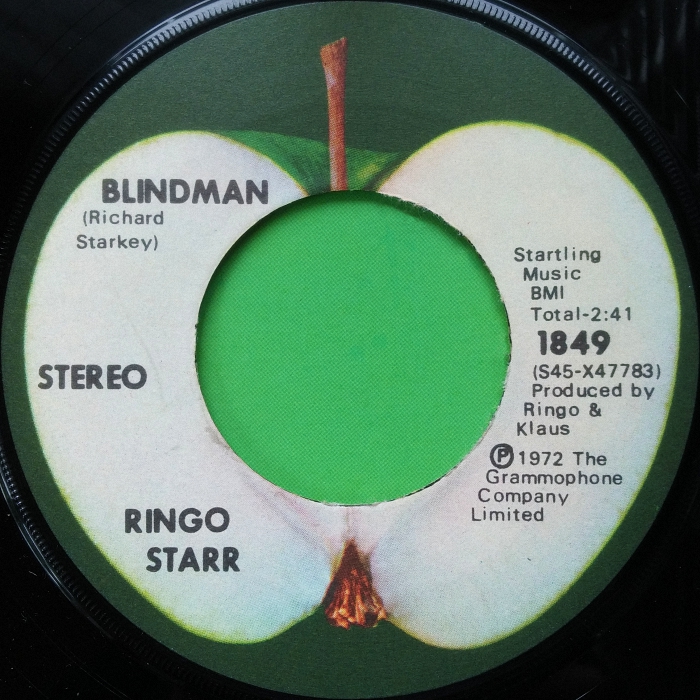 BLINDMAN
(Richard
Starkey)
STEREO
RINGO
STARR
Startling
Music
BMI
Total-2:41
1849
(S45-X47783)
Produced by
Ringo &
Klaus
Ⓟ 1972 The
Grammophone
Company
Limited